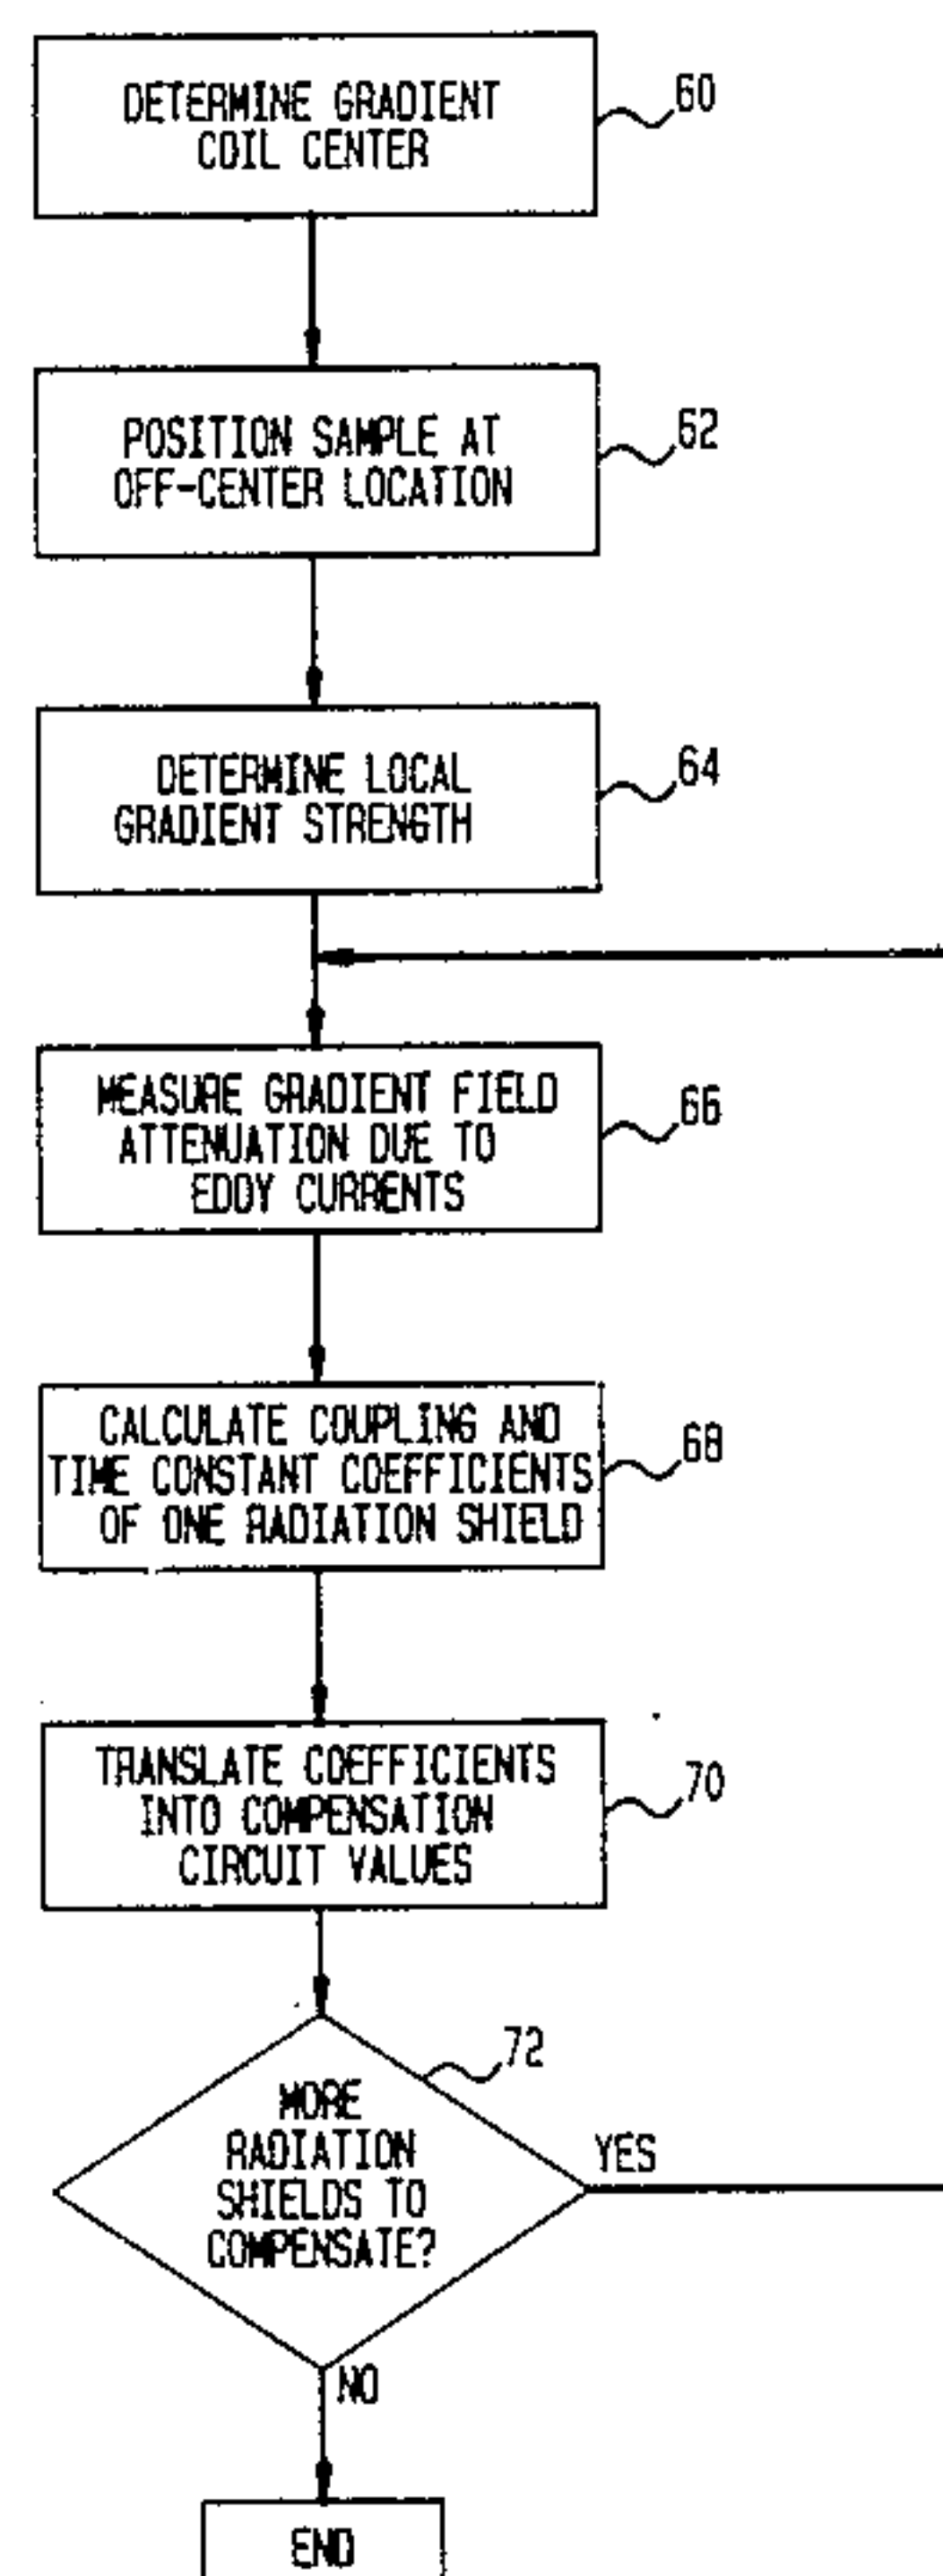 DETERMINE GRADIENT
COIL CENTER
60
POSITION SAMPLE AT
OFF-CENTER LOCATION
62
DETERMINE LOCAL
GRADIENT STRENGTH
64
MEASURE GRADIENT FIELD
ATTENUATION DUE TO
EDDY CURRENTS
66
CALCULATE COUPLING AND
TIME CONSTANT COEFFICIENTS
OF ONE RADIATION SHIELD
68
TRANSLATE COEFFICIENTS
INTO COMPENSATION
CIRCUIT VALUES
70
72
MORE
RADIATION
SHIELDS TO
COMPENSATE?
YES
NO
END